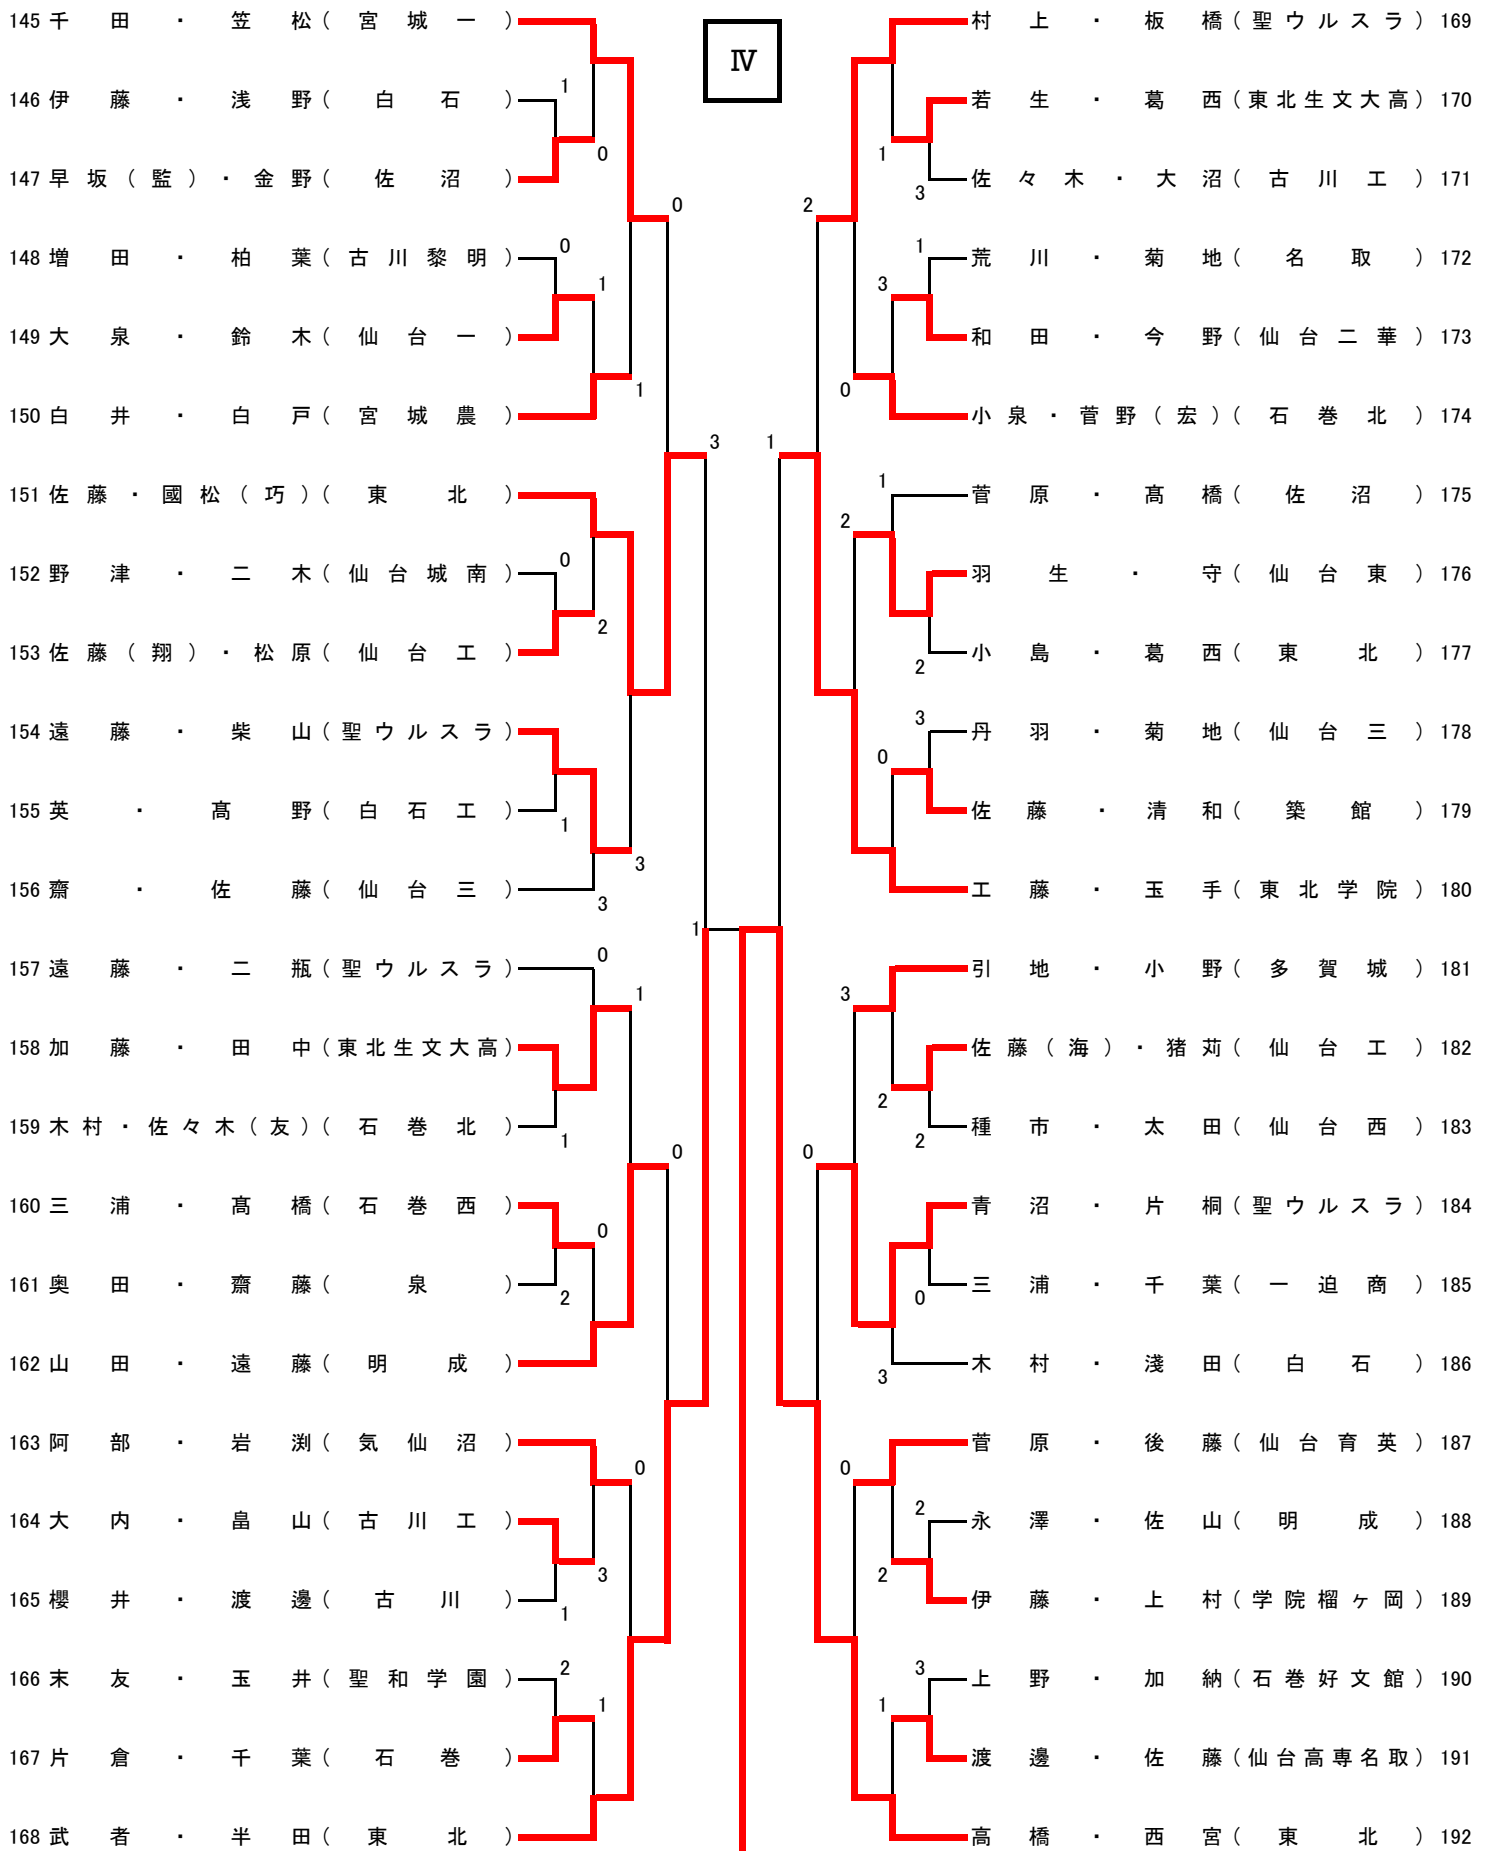 Ⅳ
145 千田・笠松(宮城一)
146 伊藤・浅野(白石)
147 早坂(監)・金野(佐沼)
148 増田・柏葉(古川黎明)
149 大泉・鈴木(仙台一)
150 白井・白戸(宮城農)
151 佐藤・國松(巧)(東北)
152 野津・二木(仙台城南)
153 佐藤(翔)・松原(仙台工)
154 遠藤・柴山(聖ウルスラ)
155 英・髙野(白石工)
156 齋・佐藤(仙台三)
157 遠藤・二瓶(聖ウルスラ)
158 加藤・田中(東北生文大高)
159 木村・佐々木(友)(石巻北)
160 三浦・髙橋(石巻西)
161 奥田・齋藤(泉)
162 山田・遠藤(明成)
163 阿部・岩渕(気仙沼)
164 大内・畠山(古川工)
165 櫻井・渡邊(古川)
166 末友・玉井(聖和学園)
167 片倉・千葉(石巻)
168 武者・半田(東北)
1
0
0
0
1
1
3
0
2
1
3
3
0
1
1
0
0
2
0
3
1
2
1
1
村上・板橋(聖ウルスラ) 169
若生・葛西(東北生文大高) 170
佐々木・大沼(古川工) 171
荒川・菊地(名取) 172
和田・今野(仙台二華) 173
小泉・菅野(宏)(石巻北) 174
菅原・髙橋(佐沼) 175
羽生・守(仙台東) 176
小島・葛西(東北) 177
丹羽・菊地(仙台三) 178
佐藤・清和(築館) 179
工藤・玉手(東北学院) 180
引地・小野(多賀城) 181
佐藤(海)・猪苅(仙台工) 182
種市・太田(仙台西) 183
青沼・片桐(聖ウルスラ) 184
三浦・千葉(一迫商) 185
木村・淺田(白石) 186
菅原・後藤(仙台育英) 187
永澤・佐山(明成) 188
伊藤・上村(学院榴ヶ岡) 189
上野・加納(石巻好文館) 190
渡邊・佐藤(仙台高専名取) 191
高橋・西宮(東北) 192
1
3
2
1
3
0
1
1
2
2
3
0
3
2
2
0
0
3
0
2
2
3
1